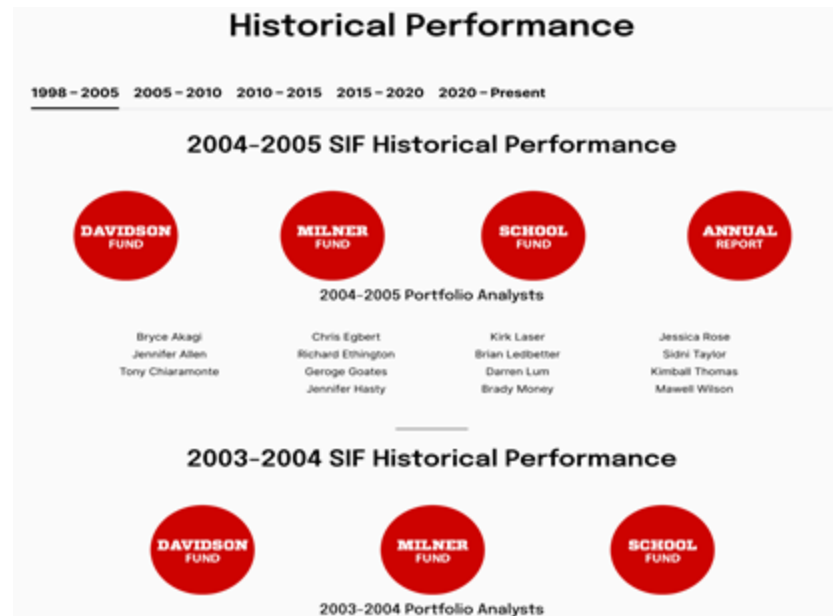 Historical Performance
1998 – 2005 2005 – 2010 2010 – 2015 2015 – 2020 2020 – Present
2004–2005 SIF Historical Performance
DAVIDSON FUND
MILNER FUND
SCHOOL FUND
ANNUAL REPORT
2004-2005 Portfolio Analysts
Bryce Akagi
Jennifer Allen
Tony Chiaramonte
Chris Egbert
Richard Ethington
Geroge Goates
Jennifer Hasty
Kirk Laser
Brian Ledbetter
Darren Lum
Brady Money
Jessica Rose
Sidni Taylor
Kimball Thomas
Mawell Wilson
2003–2004 SIF Historical Performance
DAVIDSON FUND
MILNER FUND
SCHOOL FUND
2003-2004 Portfolio Analysts